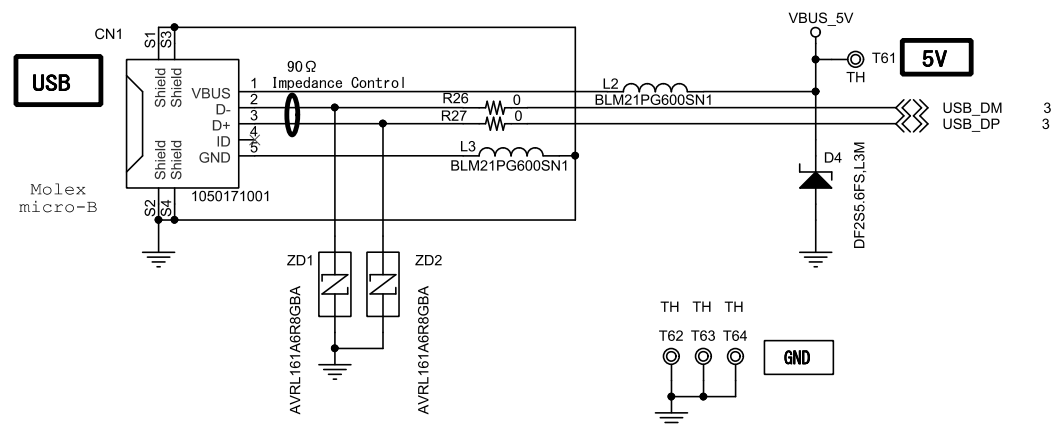 VBUS_5V
CN1
S1
S3
T61
TH
5V
USB
90Ω
Impedance Control
Shield
Shield
VBUS
1
L2
BLM21PG600SN1
D-
2
R26
0
USB_DM
3
D+
3
R27
0
USB_DP
3
ID
4
GND
5
L3
BLM21PG600SN1
Shield
Shield
D4
DF2S5.6FS,L3M
Molex
micro-B
1050171001
S2
S4
ZD1
AVRL161A6R8GBA
ZD2
AVRL161A6R8GBA
TH TH TH
T62 T63 T64
GND